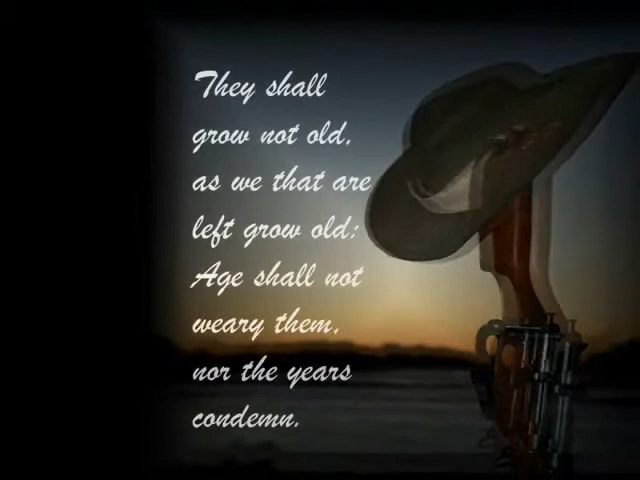 They shall
grow not old,
as we that are
left grow old:
Age shall not
weary them,
nor the years
condemn.